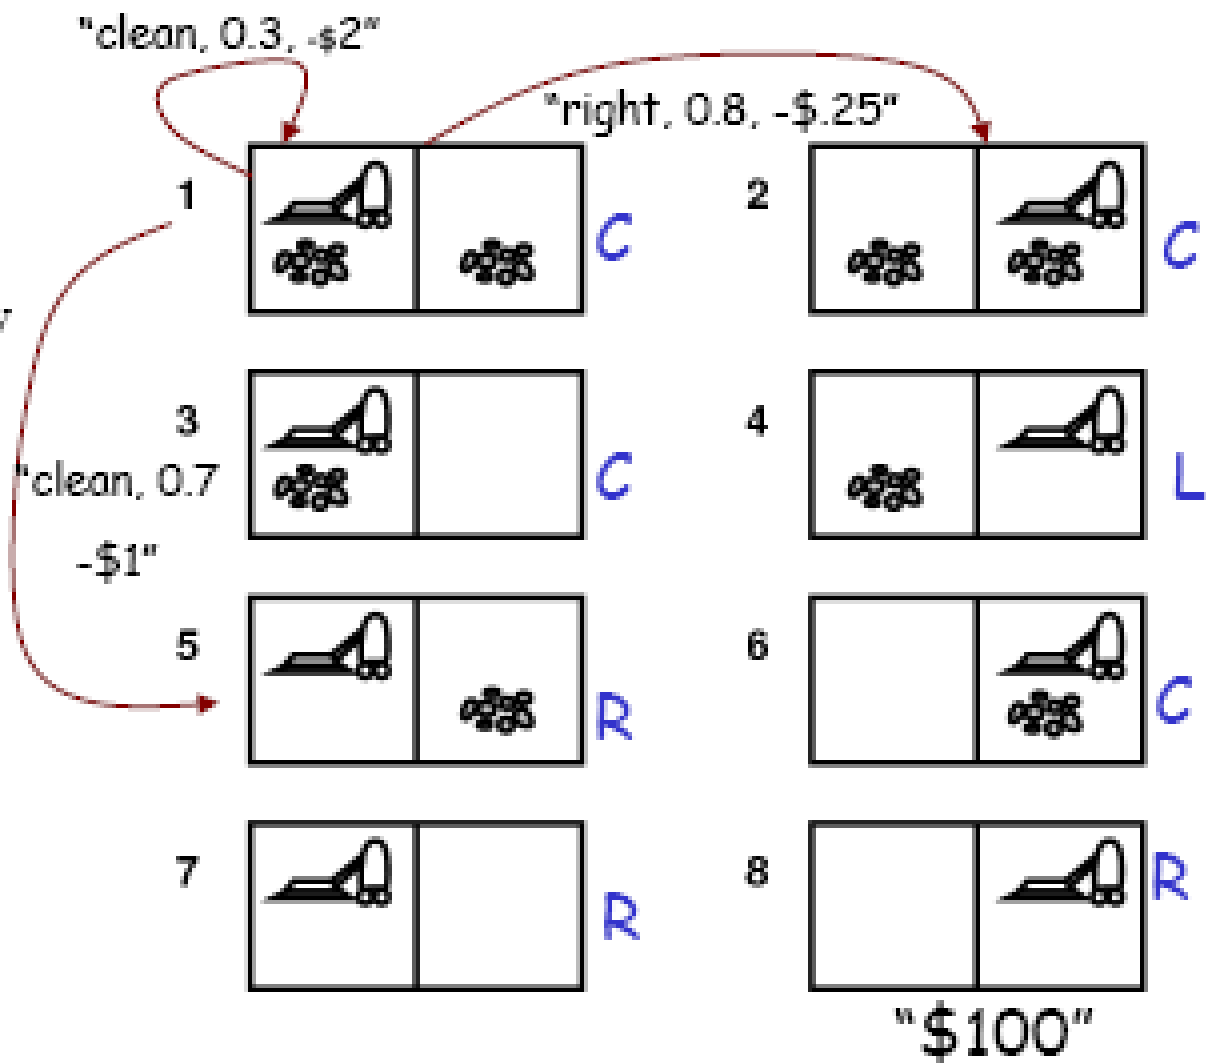 “clean, 0.3, -$2”
“right, 0.8, -$.25”
1 C
2 C
3 C
4 L
“clean, 0.7
-$1”
5 R
6 C
7 R
8 R
“$100”